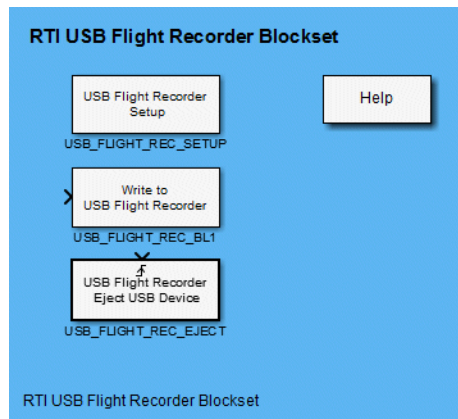 RTI USB Flight Recorder Blockset
USB Flight Recorder
Setup
USB_FLIGHT_REC_SETUP
Help
Write to
USB Flight Recorder
USB_FLIGHT_REC_BL1
USB Flight Recorder
Eject USB Device
USB_FLIGHT_REC_EJECT
RTI USB Flight Recorder Blockset